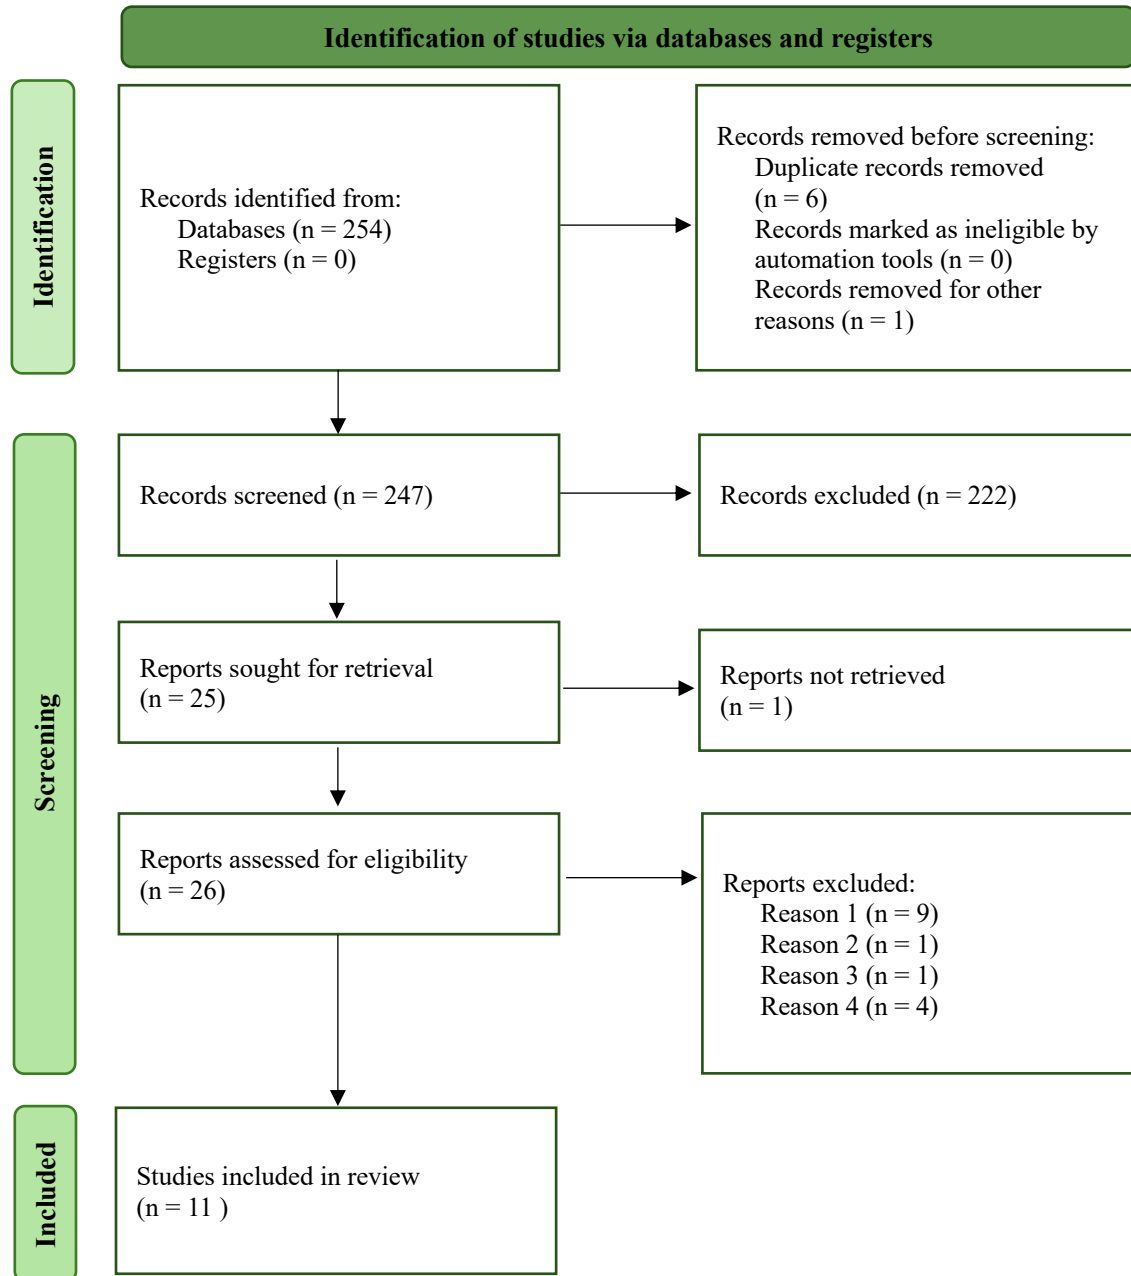 Identification of studies via databases and registers
Identification
Records identified from:
Databases (n = 254)
Registers (n = 0)
Records removed before screening:
Duplicate records removed
(n = 6)
Records marked as ineligible by
automation tools (n = 0)
Records removed for other
reasons (n = 1)
Screening
Records screened (n = 247)
Records excluded (n = 222)
Reports sought for retrieval
(n = 25)
Reports not retrieved
(n = 1)
Reports assessed for eligibility
(n = 26)
Reports excluded:
Reason 1 (n = 9)
Reason 2 (n = 1)
Reason 3 (n = 1)
Reason 4 (n = 4)
Included
Studies included in review
(n = 11 )